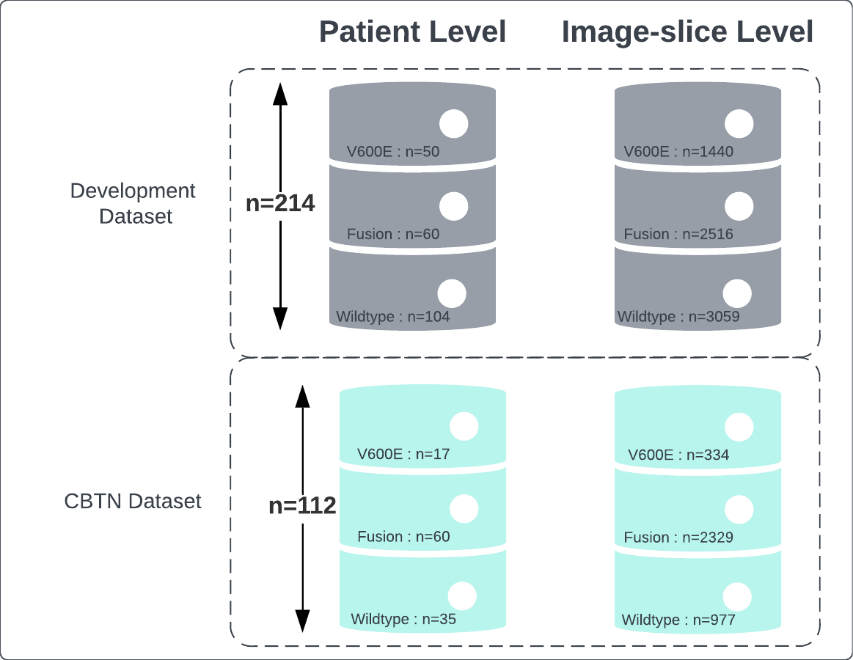 Patient Level
Image-slice Level
Development
Dataset
n=214
V600E : n=50
Fusion : n=60
Wildtype : n=104
V600E : n=1440
Fusion : n=2516
Wildtype : n=3059
CBTN Dataset
n=112
V600E : n=17
Fusion : n=60
Wildtype : n=35
V600E : n=334
Fusion : n=2329
Wildtype : n=977